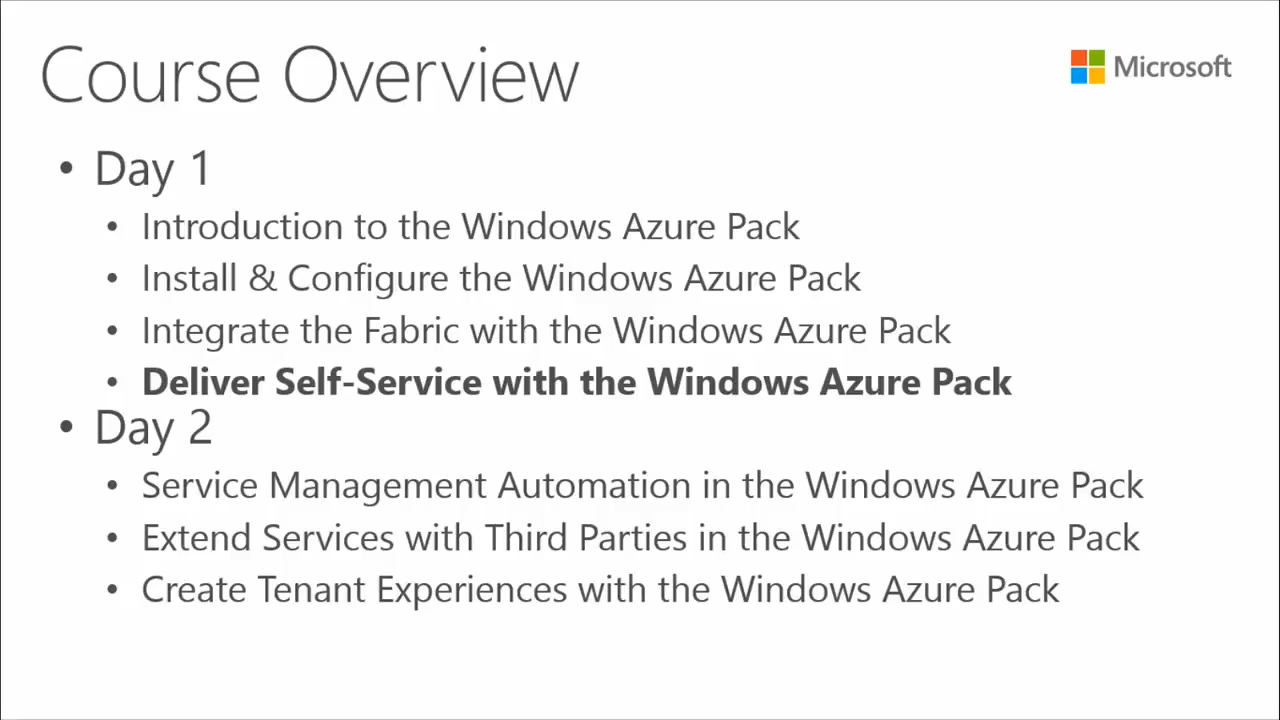 Course Overview
Microsoft
• Day 1
• Introduction to the Windows Azure Pack
• Install & Configure the Windows Azure Pack
• Integrate the Fabric with the Windows Azure Pack
• Deliver Self-Service with the Windows Azure Pack
• Day 2
• Service Management Automation in the Windows Azure Pack
• Extend Services with Third Parties in the Windows Azure Pack
• Create Tenant Experiences with the Windows Azure Pack